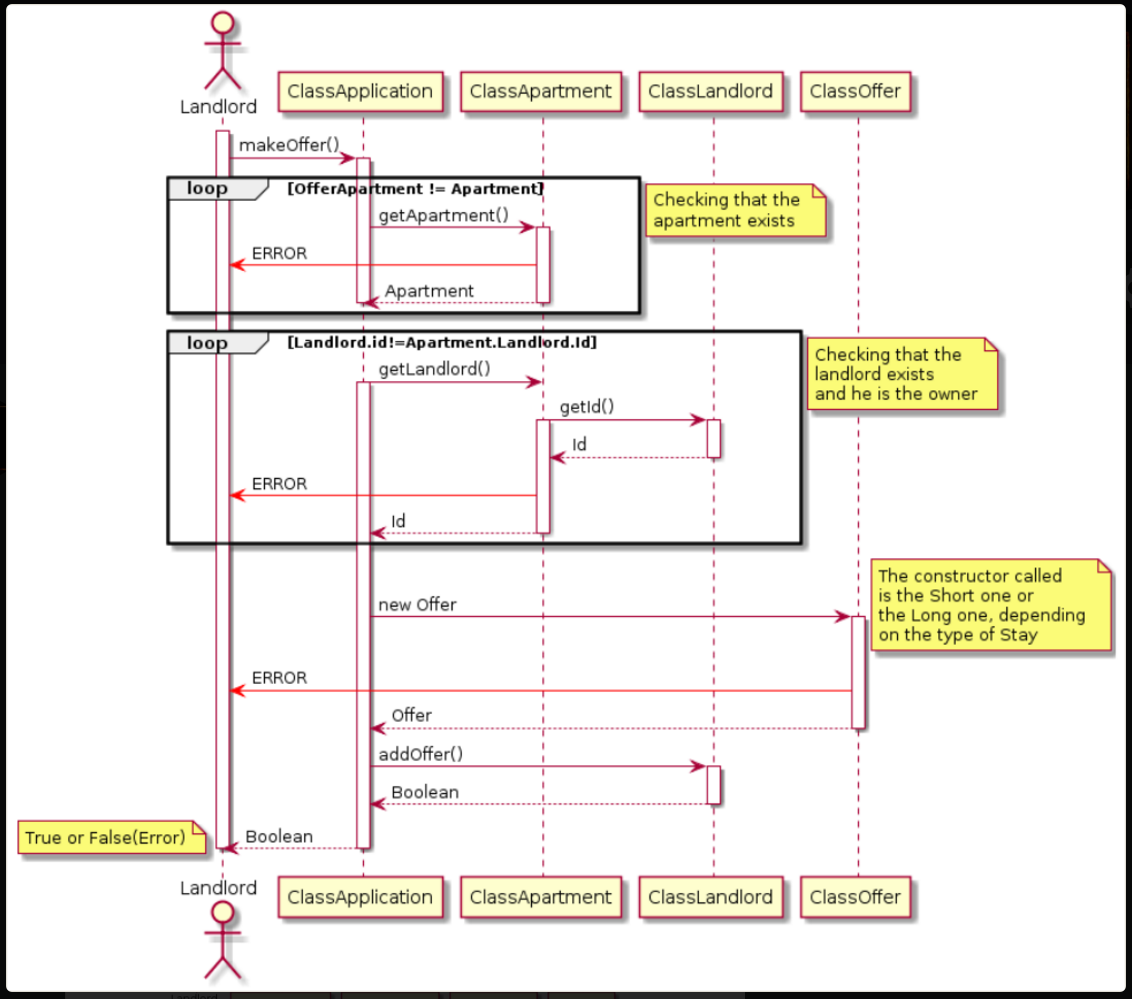 Landlord
ClassApplication
ClassApartment
ClassLandlord
ClassOffer
makeOffer()
loop
[OfferApartment != Apartment]
Checking that the
apartment exists
getApartment()
ERROR
Apartment
loop
[Landlord.id!=Apartment.Landlord.Id]
Checking that the
landlord exists
and he is the owner
getLandlord()
getId()
Id
ERROR
Id
The constructor called
is the Short one or
the Long one, depending
on the type of Stay
new Offer
ERROR
Offer
addOffer()
Boolean
True or False(Error)
Boolean
Landlord
ClassApplication
ClassApartment
ClassLandlord
ClassOffer
Landlord